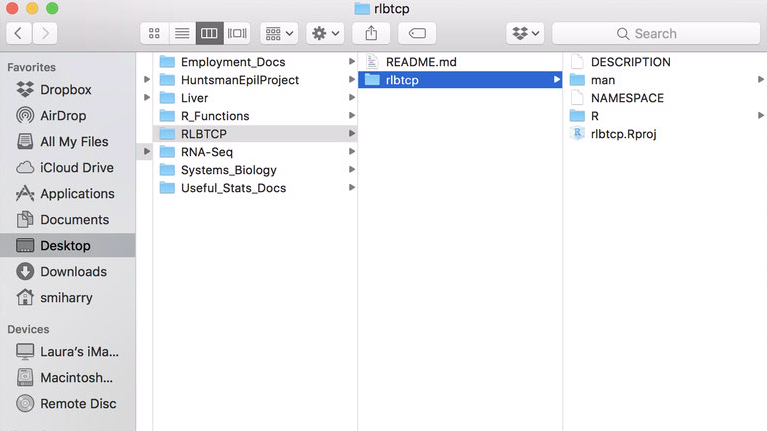 rlbtcp
Search
Favorites
Dropbox
AirDrop
All My Files
iCloud Drive
Applications
Documents
Desktop
Downloads
smiharry
Devices
Laura's iMa...
Macintosh...
Remote Disc
Employment_Docs
HuntsmanEpilProject
Liver
R_Functions
RLBTCP
RNA-Seq
Systems_Biology
Useful_Stats_Docs
README.md
rlbtcp
DESCRIPTION
man
NAMESPACE
R
rlbtcp.Rproj